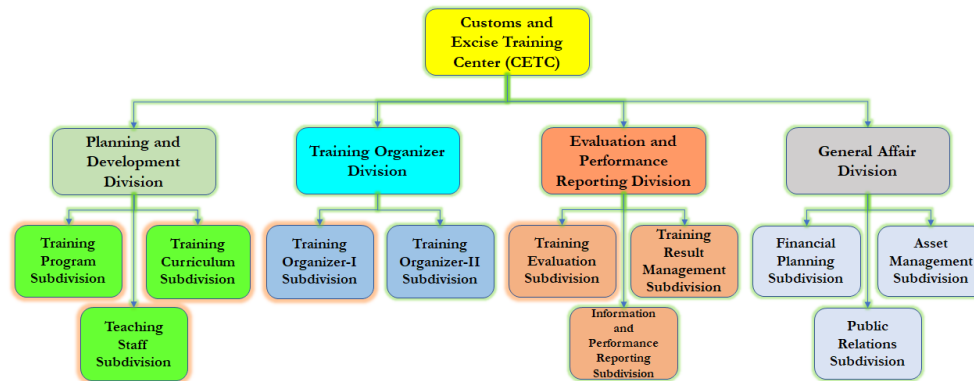 Customs and
Excise Training
Center (CETC)
Planning and
Development
Division
Training Organizer
Division
Evaluation and
Performance
Reporting Division
General Affair
Division
Training
Program
Subdivision
Training
Curriculum
Subdivision
Teaching
Staff
Subdivision
Training
Organizer-I
Subdivision
Training
Organizer-II
Subdivision
Training
Evaluation
Subdivision
Training
Result
Management
Subdivision
Information and
Performance
Reporting
Subdivision
Financial
Planning
Subdivision
Asset
Management
Subdivision
Public
Relations
Subdivision